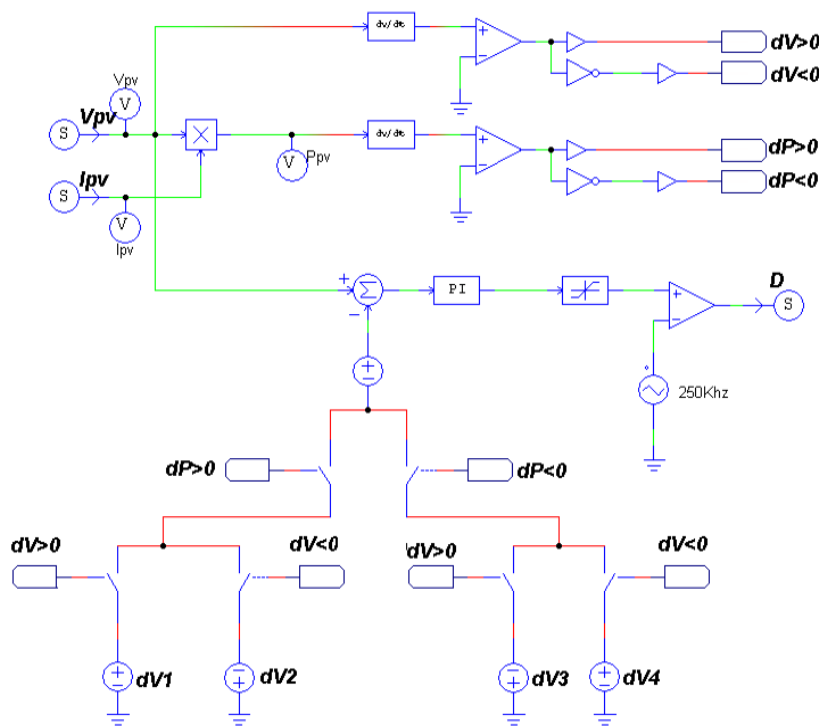 dv/dt
dV>0
dV<0
Vpv
V
Vpv
S
dv/dt
dP>0
V
Ppv
dP<0
Ipv
S
V
Ipv
D
Σ
PI
S
250Khz
dP>0
dP<0
dV>0
dV<0
dV>0
dV<0
dV1
dV2
dV3
dV4